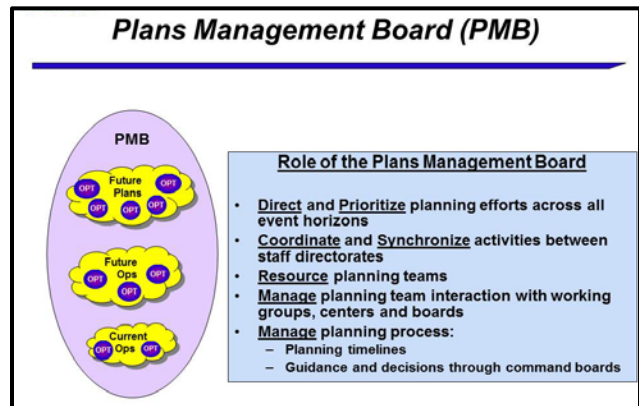 Plans Management Board (PMB)
PMB
OPT
Future
Plans
OPT
OPT
OPT
OPT
Future
Ops
OPT
OPT
OPT
Current
Ops
OPT
OPT
Role of the Plans Management Board
• Direct and Prioritize planning efforts across all
event horizons
• Coordinate and Synchronize activities between
staff directorates
• Resource planning teams
• Manage planning team interaction with working
groups, centers and boards
• Manage planning process:
– Planning timelines
– Guidance and decisions through command boards